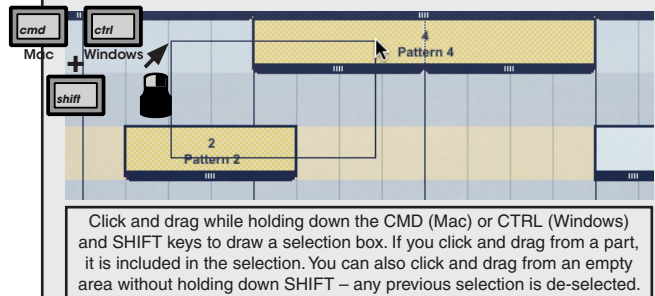 cmd
ctrl
Mac
Windows
+
shift
4
Pattern 4
2
Pattern 2
Click and drag while holding down the CMD (Mac) or CTRL (Windows)
and SHIFT keys to draw a selection box. If you click and drag from a part,
it is included in the selection. You can also click and drag from an empty
area without holding down SHIFT – any previous selection is de-selected.